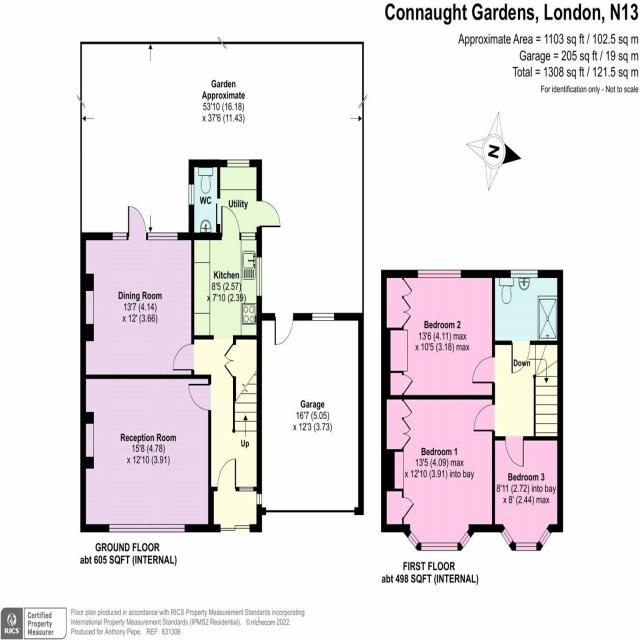 Connaught Gardens, London, N13
Approximate Area = 1103 sq ft / 102.5 sq m
Garage = 205 sq ft / 19 sq m
Total = 1308 sq ft / 121.5 sq m
For identification only - Not to scale
N
Garden
Approximate
53'10 (16.18)
x 37'6 (11.43)
WC
Utility
Kitchen
8'5 (2.57)
x 7'10 (2.39)
Dining Room
13'7 (4.14)
x 12' (3.66)
Reception Room
15'8 (4.78)
x 12'10 (3.91)
Up
Garage
16'7 (5.05)
x 12'3 (3.73)
GROUND FLOOR
abt 605 SQFT (INTERNAL)
Bedroom 2
13'6 (4.11) max
x 10'5 (3.18) max
Down
Bedroom 1
13'5 (4.09) max
x 12'10 (3.91) into bay
Bedroom 3
8'11 (2.72) into bay
x 8' (2.44) max
FIRST FLOOR
abt 498 SQFT (INTERNAL)
RICS
Certified
Property
Measurer
Floor plan produced in accordance with RICS Property Measurement Standards incorporating
International Property Measurement Standards (IPMS2 Residential). © nichecom 2022.
Produced for Anthony Pepe. REF: 831306